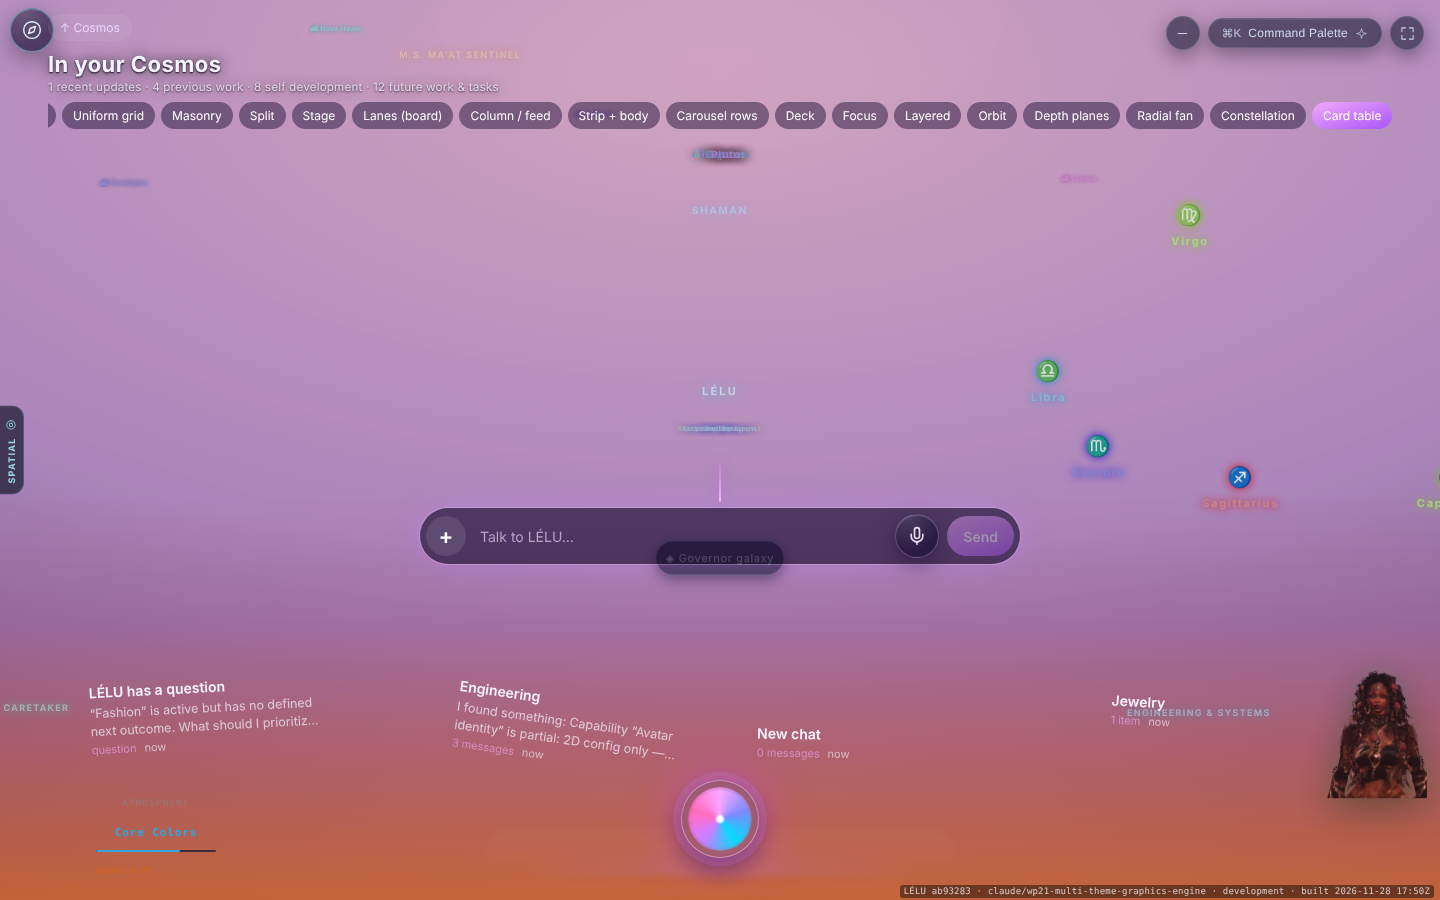 ↑ Cosmos
⌘K Command Palette
M.S. MA'AT SENTINEL
In your Cosmos
1 recent updates · 4 previous work · 8 self development · 12 future work & tasks
Uniform grid
Masonry
Split
Stage
Lanes (board)
Column / feed
Strip + body
Carousel rows
Deck
Focus
Layered
Orbit
Depth planes
Radial fan
Constellation
Card table
Pluto
SHAMAN
Virgo
LÉLU
Libra
SPATIAL
Sagittarius
Cap
+ Talk to LÉLU...
Send
◈ Governor galaxy
CARETAKER
LÉLU has a question
“Fashion” is active but has no defined
next outcome. What should I prioritiz...
question now
Engineering
I found something: Capability “Avatar
identity” is partial: 2D config only —...
3 messages now
New chat
0 messages now
Jewelry
ENGINEERING & SYSTEMS
1 item now
ATMOSPHERE
Core Colors
LÉLU ab93283 · claude/wp21-multi-theme-graphics-engine · development · built 2026-11-28 17:50Z